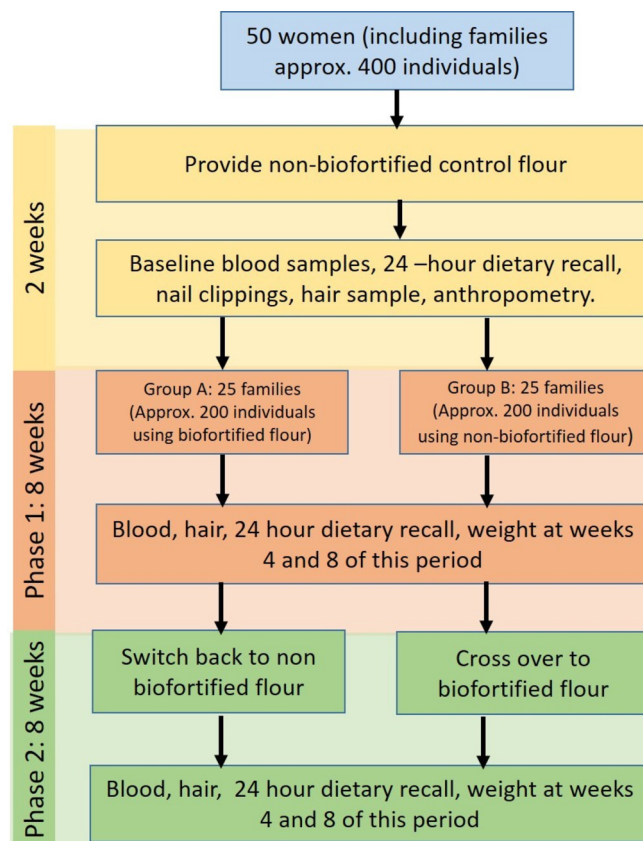 50 women (including families
approx. 400 individuals)
2 weeks
Provide non-biofortified control flour
Baseline blood samples, 24 –hour dietary recall,
nail clippings, hair sample, anthropometry.
Phase 1: 8 weeks
Group A: 25 families
(Approx. 200 individuals
using biofortified flour)
Group B: 25 families
(Approx. 200 individuals
using non-biofortified flour)
Blood, hair, 24 hour dietary recall, weight at weeks
4 and 8 of this period
Phase 2: 8 weeks
Switch back to non
biofortified flour
Cross over to
biofortified flour
Blood, hair,  24 hour dietary recall, weight at weeks
4 and 8 of this period